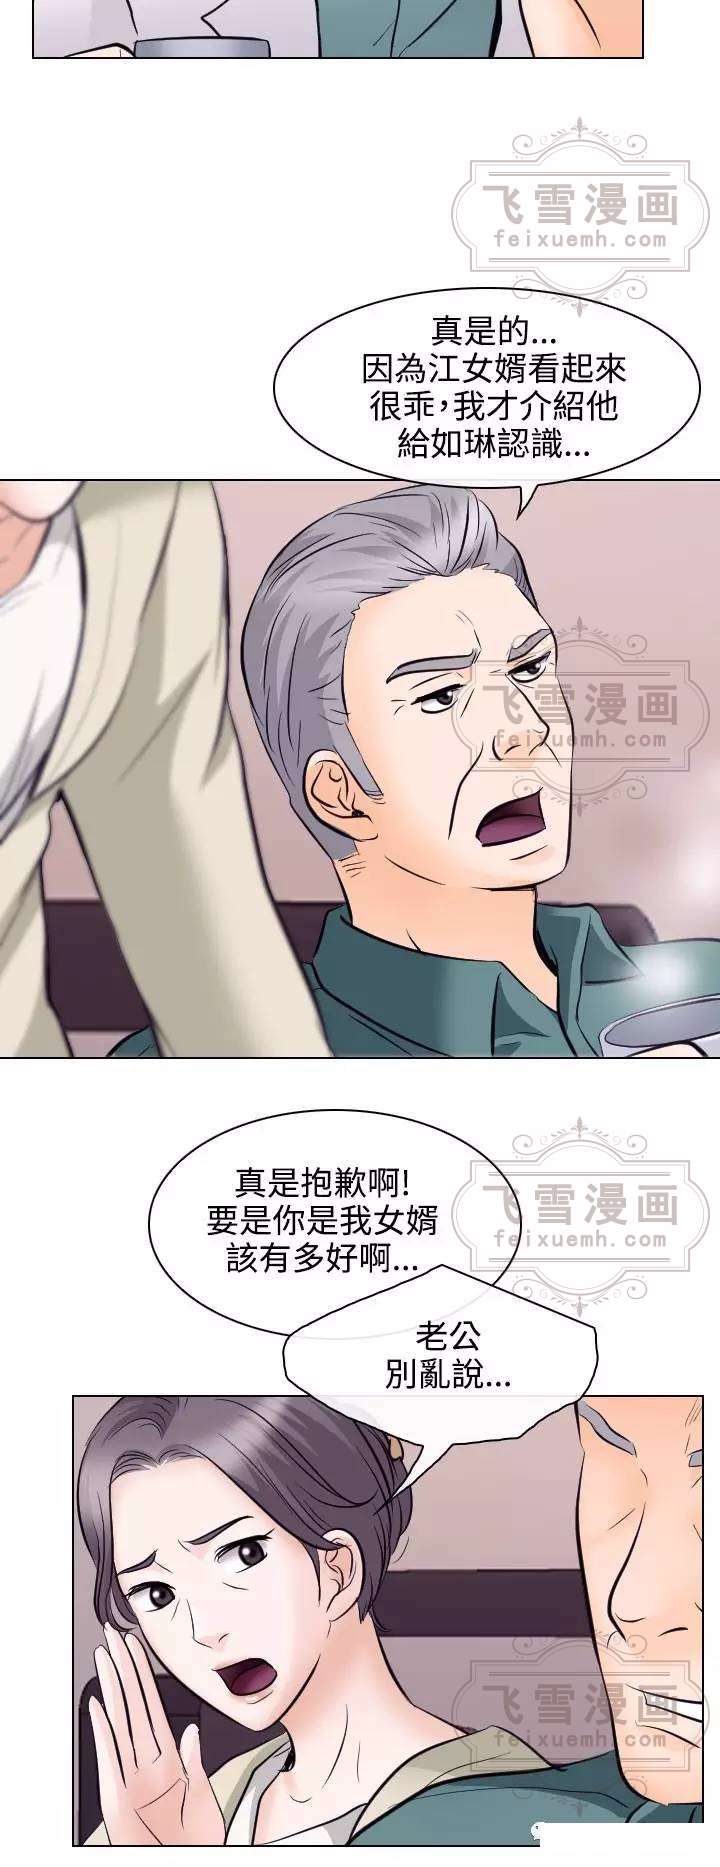 飞雪漫画
feixuemh.com
真是的...
因為江女婿看起來
很乖，我才介紹他
給如琳認識...
飞雪漫画
feixuemh.com
真是抱歉啊!
要是你是我女婿
該有多好啊...
飞雪漫画
feixuemh.com
老公
別亂說...
飞雪漫画
feixuemh.com